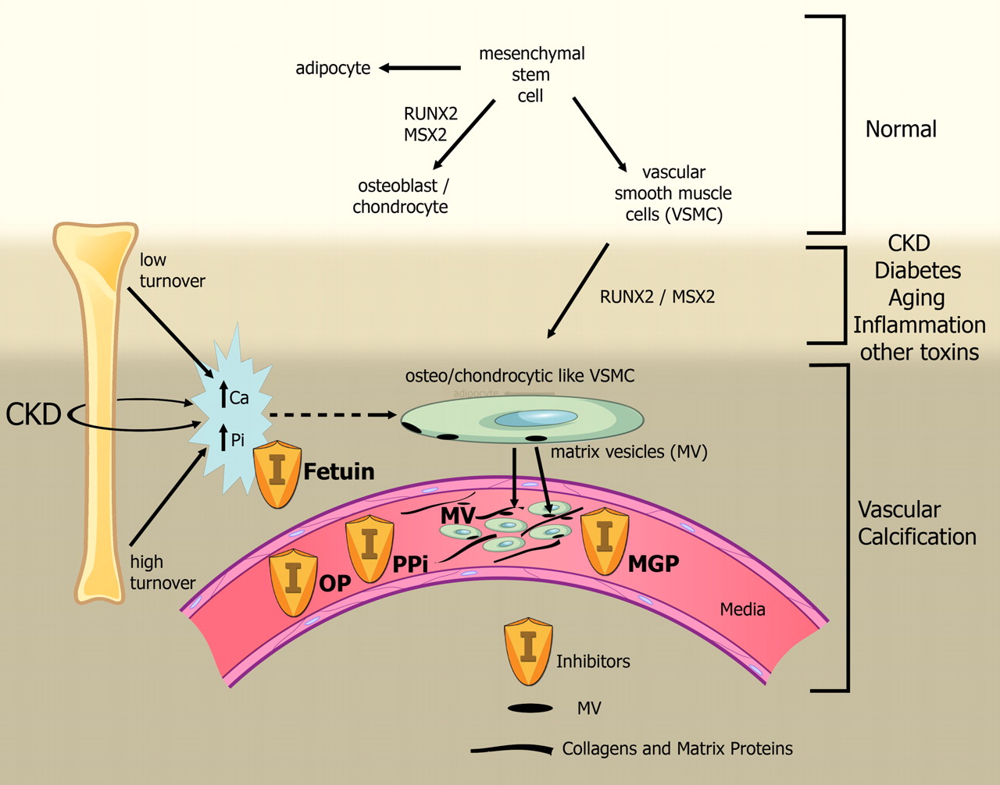 mesenchymal
stem
cell
adipocyte
RUNX2
MSX2
Normal
osteoblast /
chondrocyte
vascular
smooth muscle
cells (VSMC)
low
turnover
RUNX2 / MSX2
CKD
Diabetes
Aging
Inflammation
other toxins
osteo/chondrocytic like VSMC
adipocyte
CKD
Ca
Pi
matrix vesicles (MV)
I
Fetuin
high
turnover
MV
I
PPi
I
OP
I
MGP
Media
Vascular
Calcification
I
Inhibitors
MV
Collagens and Matrix Proteins